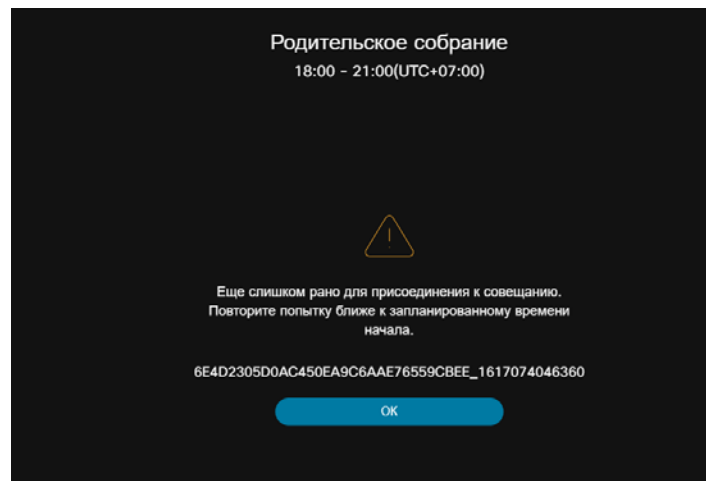 Родительское собрание
18:00 - 21:00(UTC+07:00)
Еще слишком рано для присоединения к совещанию.
Повторите попытку ближе к запланированному времени
начала.
6E4D2305D0AC450EA9C6AAE76559CBEE_1617074046360
ОК